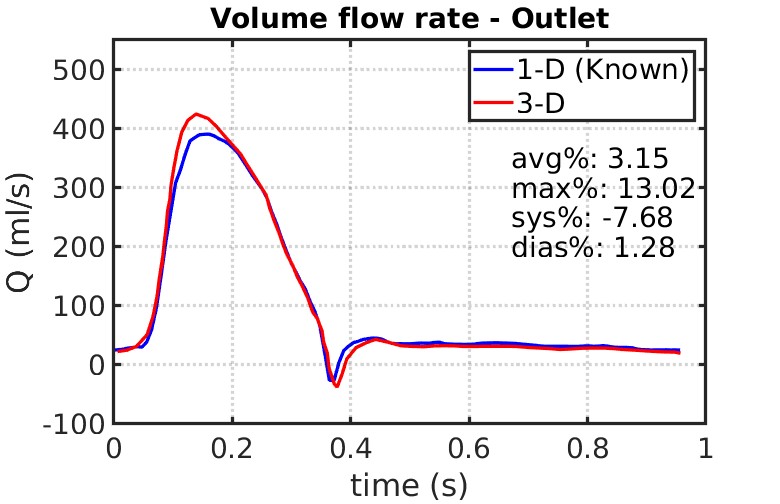 Volume flow rate - Outlet
500
400
300
200
100
0
-100
Q (ml/s)
1-D (Known)
3-D
avg%: 3.15
max%: 13.02
sys%: -7.68
dias%: 1.28
0 0.2 0.4 0.6 0.8 1
time (s)